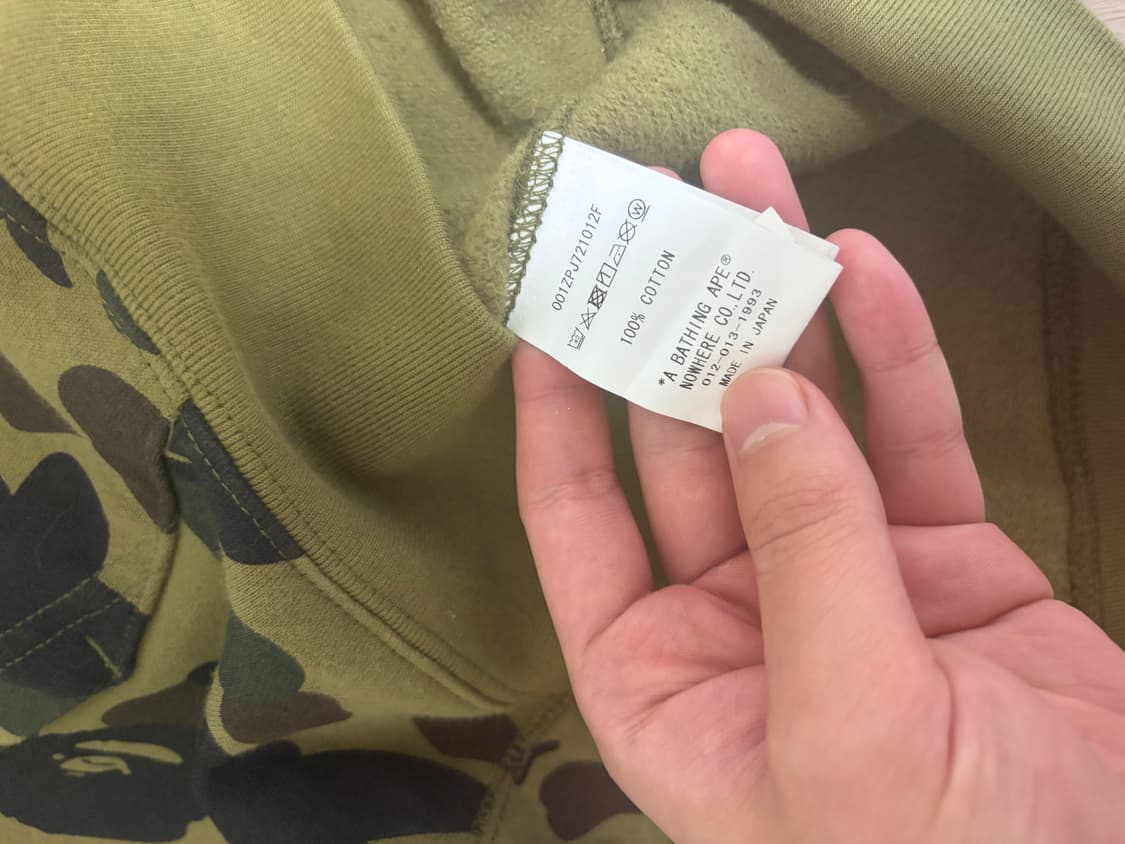 001ZPJ721012F
100% COTTON
*A BATHING APE®
NOWHERE CO.,LTD.
012-013-1993
MADE IN JAPAN